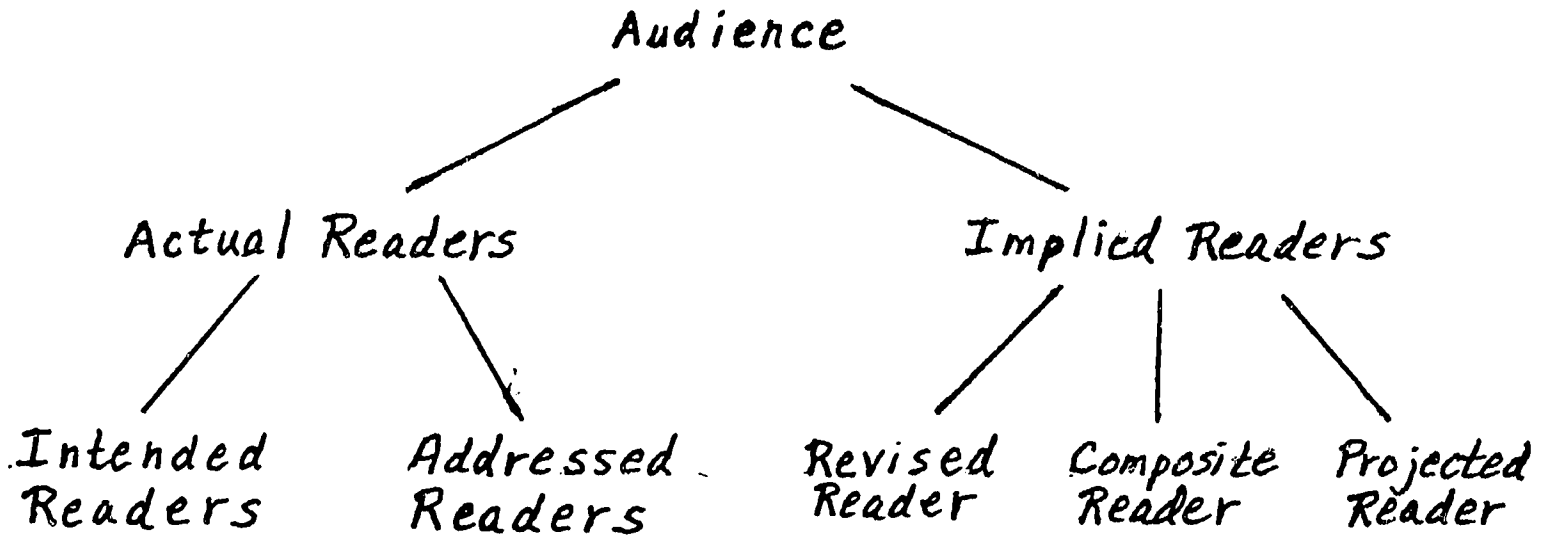 Audience
Actual Readers
Implied Readers
Intended
Readers
Addressed
Readers
Revised
Reader
Composite
Reader
Projected
Reader